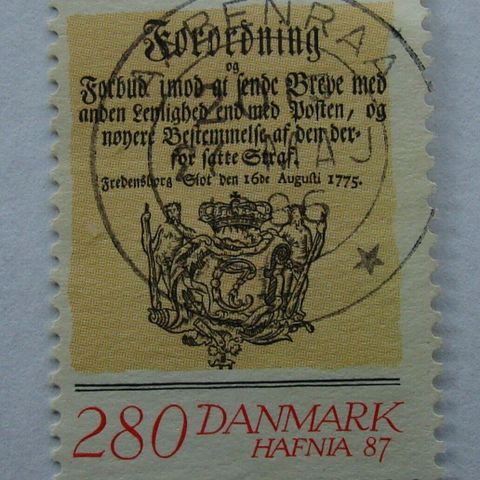 Forordning
og
Forbud imod at sende Breve med
anden Leylighed end med Posten, og
nøyere Bestemmelse af den der-
for satte Straf.
Fredensborg Slot den 16de Augusti 1775.
280 DANMARK
HAFNIA 87